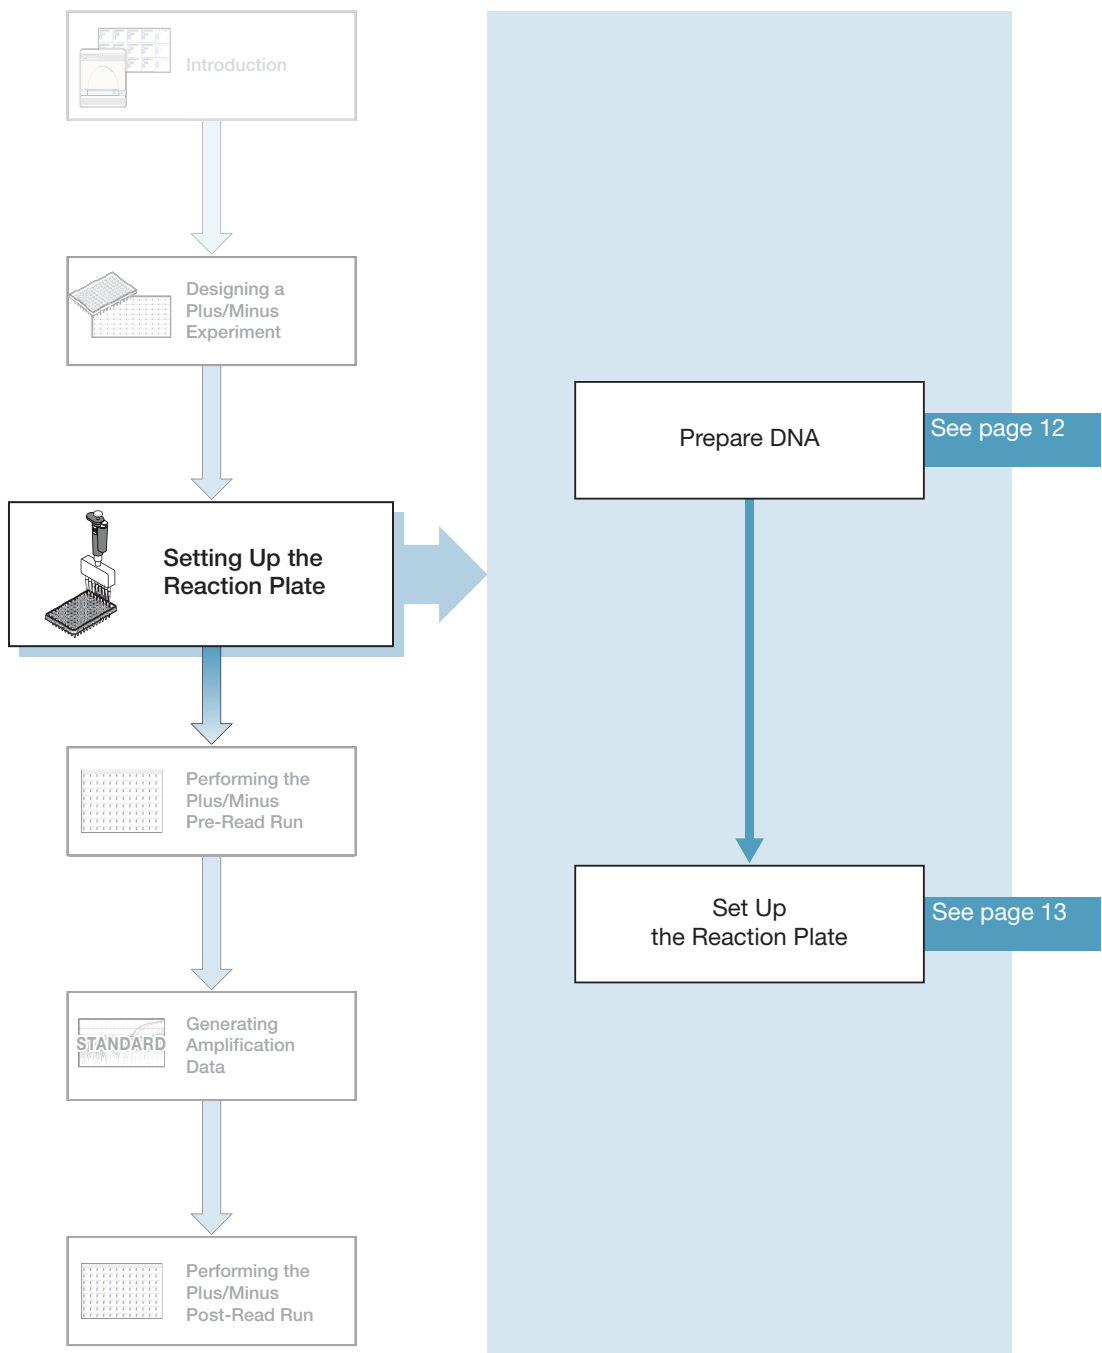 Introduction
Designing a
Plus/Minus
Experiment
Setting Up the
Reaction Plate
Performing the
Plus/Minus
Pre-Read Run
STANDARD
Generating
Amplification
Data
Performing the
Plus/Minus
Post-Read Run
Prepare DNA
See page 12
Set Up
the Reaction Plate
See page 13